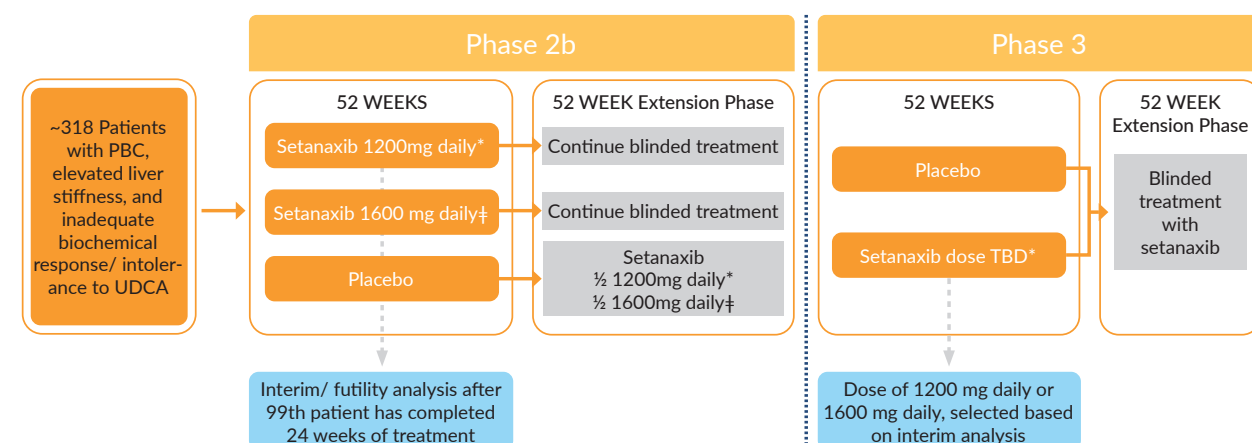 Phase 2b
Phase 3
~318 Patients
with PBC,
elevated liver
stiffness, and
inadequate
biochemical
response/ intoler-
ance to UDCA
52 WEEKS
Setanaxib 1200mg daily*
Setanaxib 1600 mg daily‡
Placebo
52 WEEK Extension Phase
Continue blinded treatment
Continue blinded treatment
Setanaxib
½ 1200mg daily*
½ 1600mg daily‡
52 WEEKS
Placebo
Setanaxib dose TBD*
52 WEEK
Extension Phase
Blinded
treatment
with
setanaxib
Interim/ futility analysis after
99th patient has completed
24 weeks of treatment
Dose of 1200 mg daily or
1600 mg daily, selected based
on interim analysis